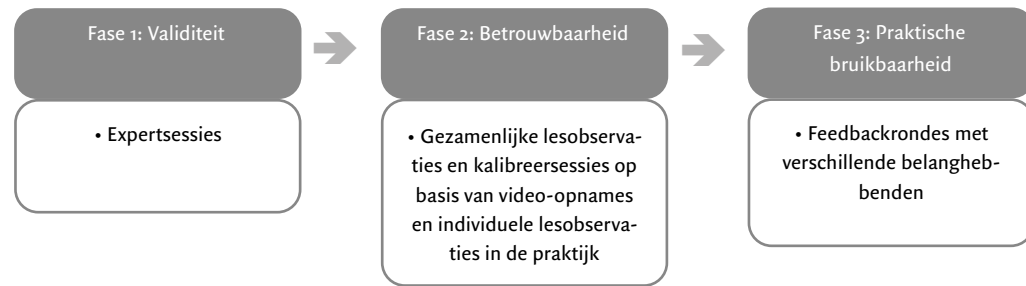 Fase 1: Validiteit
• Expertsessies
Fase 2: Betrouwbaarheid
• Gezamenlijke lesobserva-
ties en kalibreersessies op
basis van video-opnames
en individuele lesobserva-
ties in de praktijk
Fase 3: Praktische
bruikbaarheid
• Feedbackrondes met
verschillende belangheb-
benden